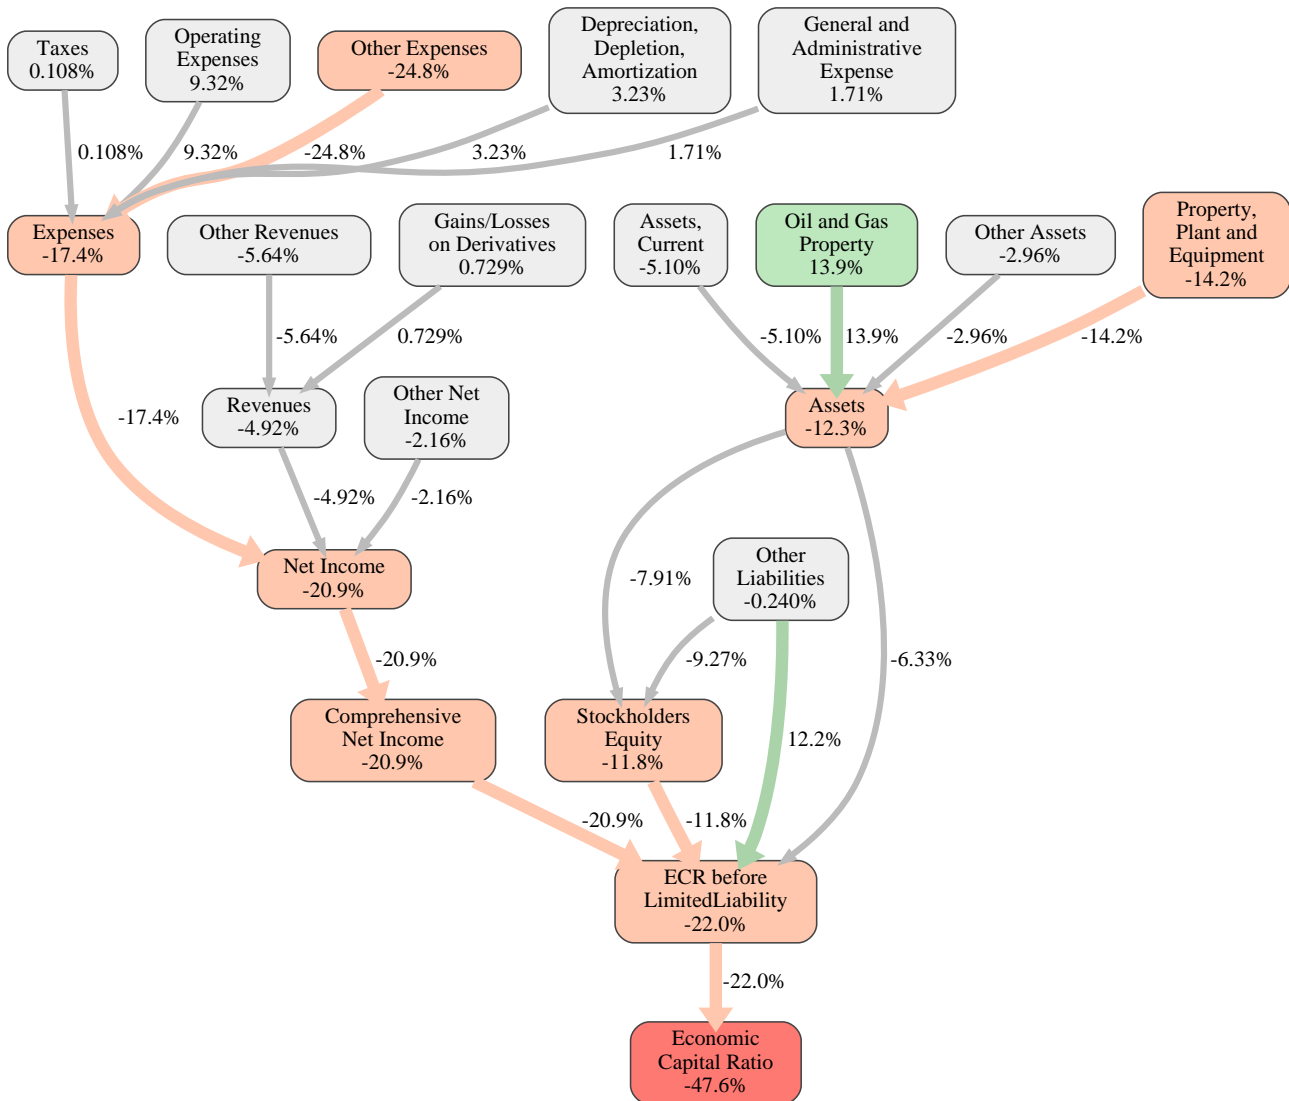 Taxes
0.108%
Operating
Expenses
9.32%
Other Expenses
-24.8%
Depreciation,
Depletion,
Amortization
3.23%
General and
Administrative
Expense
1.71%
0.108%
9.32%
-24.8%
3.23%
1.71%
Expenses
-17.4%
Other Revenues
-5.64%
Gains/Losses
on Derivatives
0.729%
Assets,
Current
-5.10%
Oil and Gas
Property
13.9%
Other Assets
-2.96%
Property,
Plant and
Equipment
-14.2%
-5.64%
0.729%
-5.10%
13.9%
-2.96%
-14.2%
-17.4%
Revenues
-4.92%
Other Net
Income
-2.16%
Assets
-12.3%
-4.92%
-2.16%
Net Income
-20.9%
-7.91%
Other
Liabilities
-0.240%
-20.9%
-9.27%
-6.33%
Comprehensive
Net Income
-20.9%
Stockholders
Equity
-11.8%
12.2%
-20.9%
-11.8%
ECR before
LimitedLiability
-22.0%
-22.0%
Economic
Capital Ratio
-47.6%